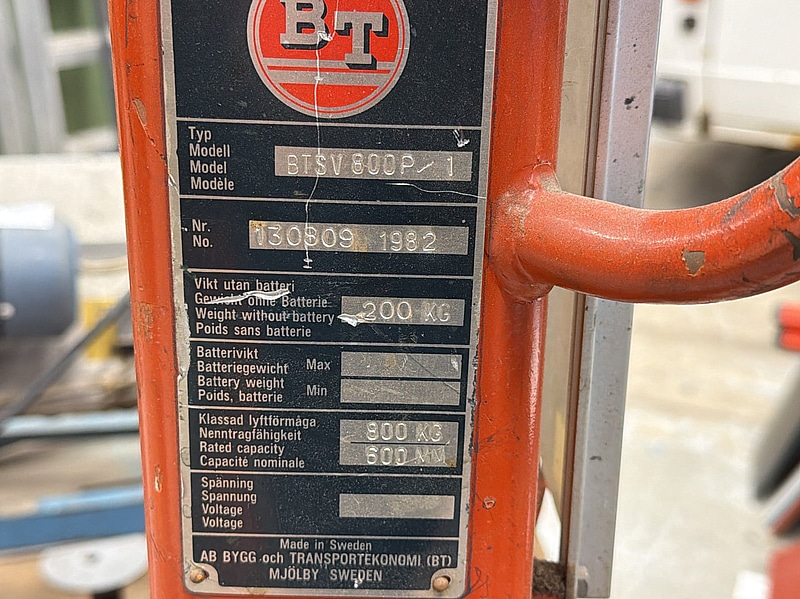 BT
Typ
Modell
Model
Modèle
BTSV 800P/1
Nr.
No.
130809 1982
Vikt utan batteri
Gewicht ohne Batterie
Weight without battery
Poids sans batterie
200 KG
Batterivikt
Batteriegewicht Max
Battery weight
Poids, batterie Min
Klassad lyftförmåga
Nenntragfähigkeit
Rated capacity
Capacité nominale
800 KG
600 MM
Spänning
Spannung
Voltage
Voltage
Made in Sweden
AB BYGG och TRANSPORTEKONOMI (BT)
MJÖLBY SWEDEN